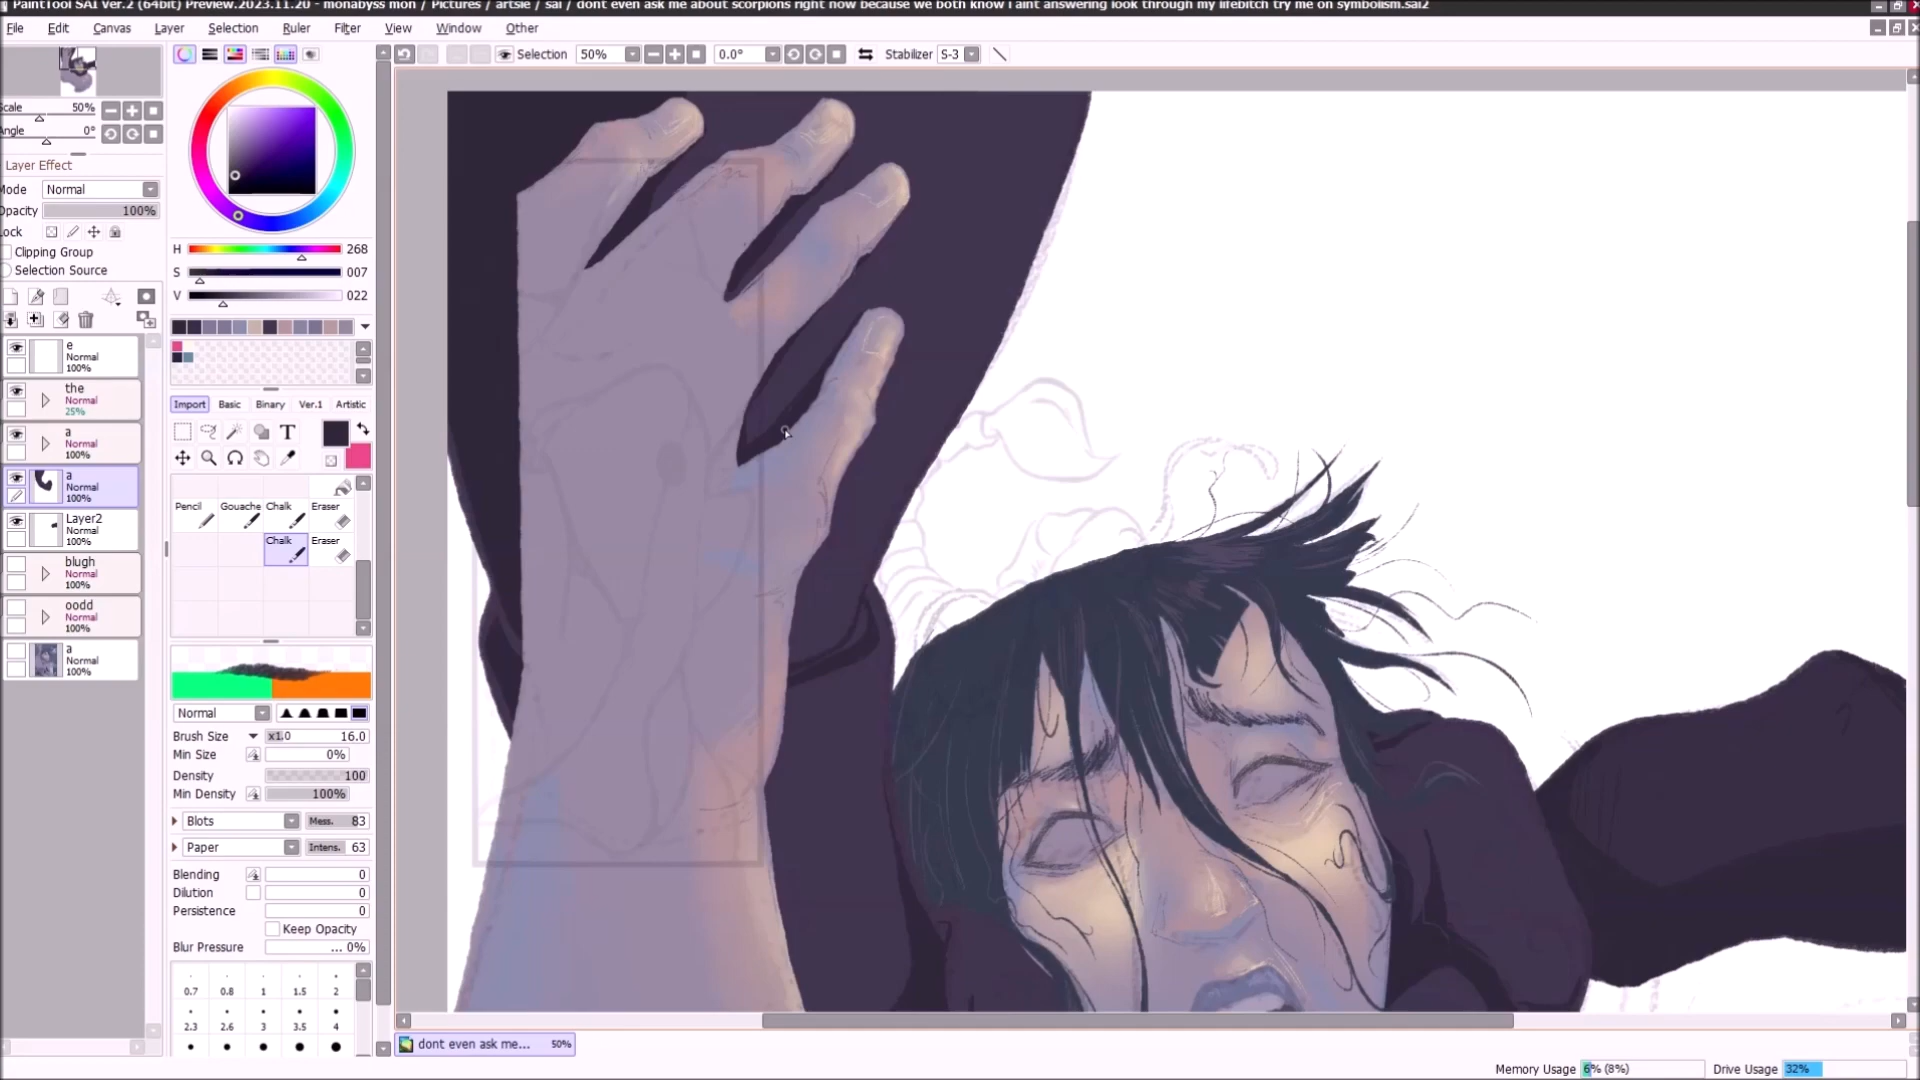 PaintTool SAI Ver.2 (64bit) Preview.2023.11.20 - monabyss mon / Pictures / artsie / sai / dont even ask me about scorpions right now because we both know i aint answering look through my lifebitch try me on symbolism.sai2
File Edit Canvas Layer Selection Ruler Filter View Window Other
Selection 50% 0.0° Stabilizer S-3
Scale 50%
Angle 0°
Layer Effect
Mode Normal
Opacity 100%
Lock
Clipping Group
Selection Source
e
Normal
100%
the
Normal
25%
a
Normal
100%
a
Normal
100%
Layer2
Normal
100%
blugh
Normal
100%
oodd
Normal
100%
a
Normal
100%
H 268
S 007
V 022
Import Basic Binary Ver.1 Artistic
T
Pencil Gouache Chalk Eraser
Chalk Eraser
Normal
Brush Size x1.0 16.0
Min Size 0%
Density 100
Min Density 100%
Blots Mess. 83
Paper Intens. 63
Blending 0
Dilution 0
Persistence 0
Keep Opacity
Blur Pressure ... 0%
0.7 0.8 1 1.5 2
2.3 2.6 3 3.5 4
dont even ask me... 50%
Memory Usage 6% (8%) Drive Usage 32%